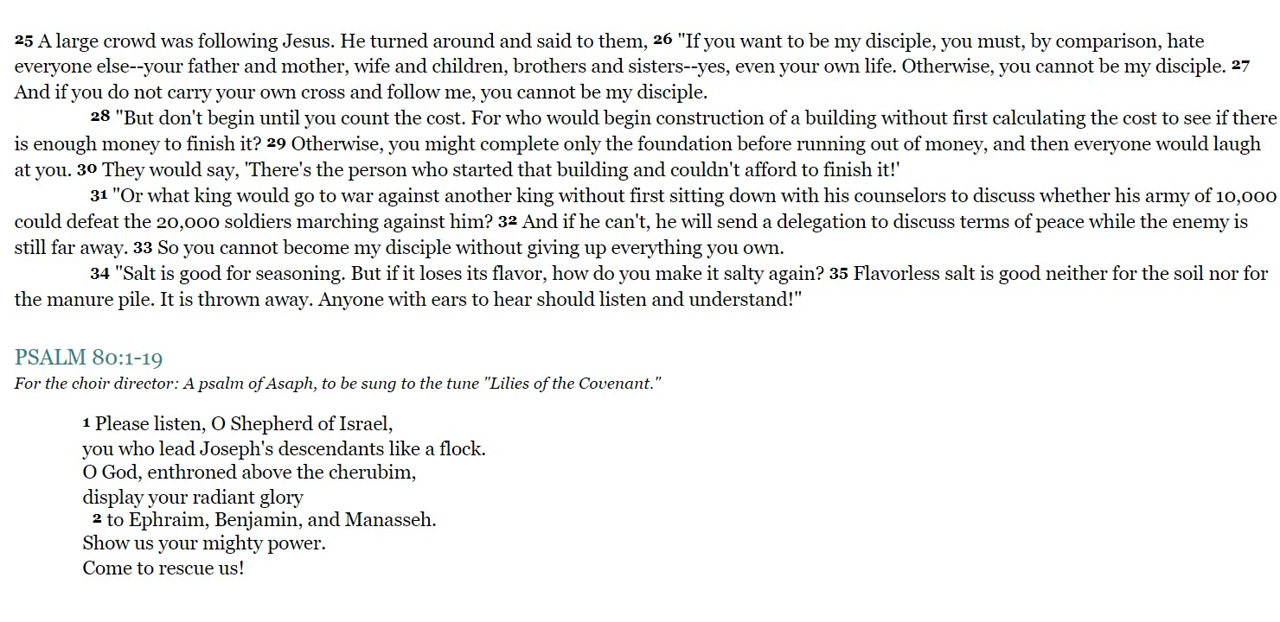 25 A large crowd was following Jesus. He turned around and said to them, 26 "If you want to be my disciple, you must, by comparison, hate
everyone else--your father and mother, wife and children, brothers and sisters--yes, even your own life. Otherwise, you cannot be my disciple. 27
And if you do not carry your own cross and follow me, you cannot be my disciple.
28 "But don't begin until you count the cost. For who would begin construction of a building without first calculating the cost to see if there
is enough money to finish it? 29 Otherwise, you might complete only the foundation before running out of money, and then everyone would laugh
at you. 30 They would say, 'There's the person who started that building and couldn't afford to finish it!'
31 "Or what king would go to war against another king without first sitting down with his counselors to discuss whether his army of 10,000
could defeat the 20,000 soldiers marching against him? 32 And if he can't, he will send a delegation to discuss terms of peace while the enemy is
still far away. 33 So you cannot become my disciple without giving up everything you own.
34 "Salt is good for seasoning. But if it loses its flavor, how do you make it salty again? 35 Flavorless salt is good neither for the soil nor for
the manure pile. It is thrown away. Anyone with ears to hear should listen and understand!"
PSALM 80:1-19
For the choir director: A psalm of Asaph, to be sung to the tune "Lilies of the Covenant."
1 Please listen, O Shepherd of Israel,
you who lead Joseph's descendants like a flock.
O God, enthroned above the cherubim,
display your radiant glory
2 to Ephraim, Benjamin, and Manasseh.
Show us your mighty power.
Come to rescue us!